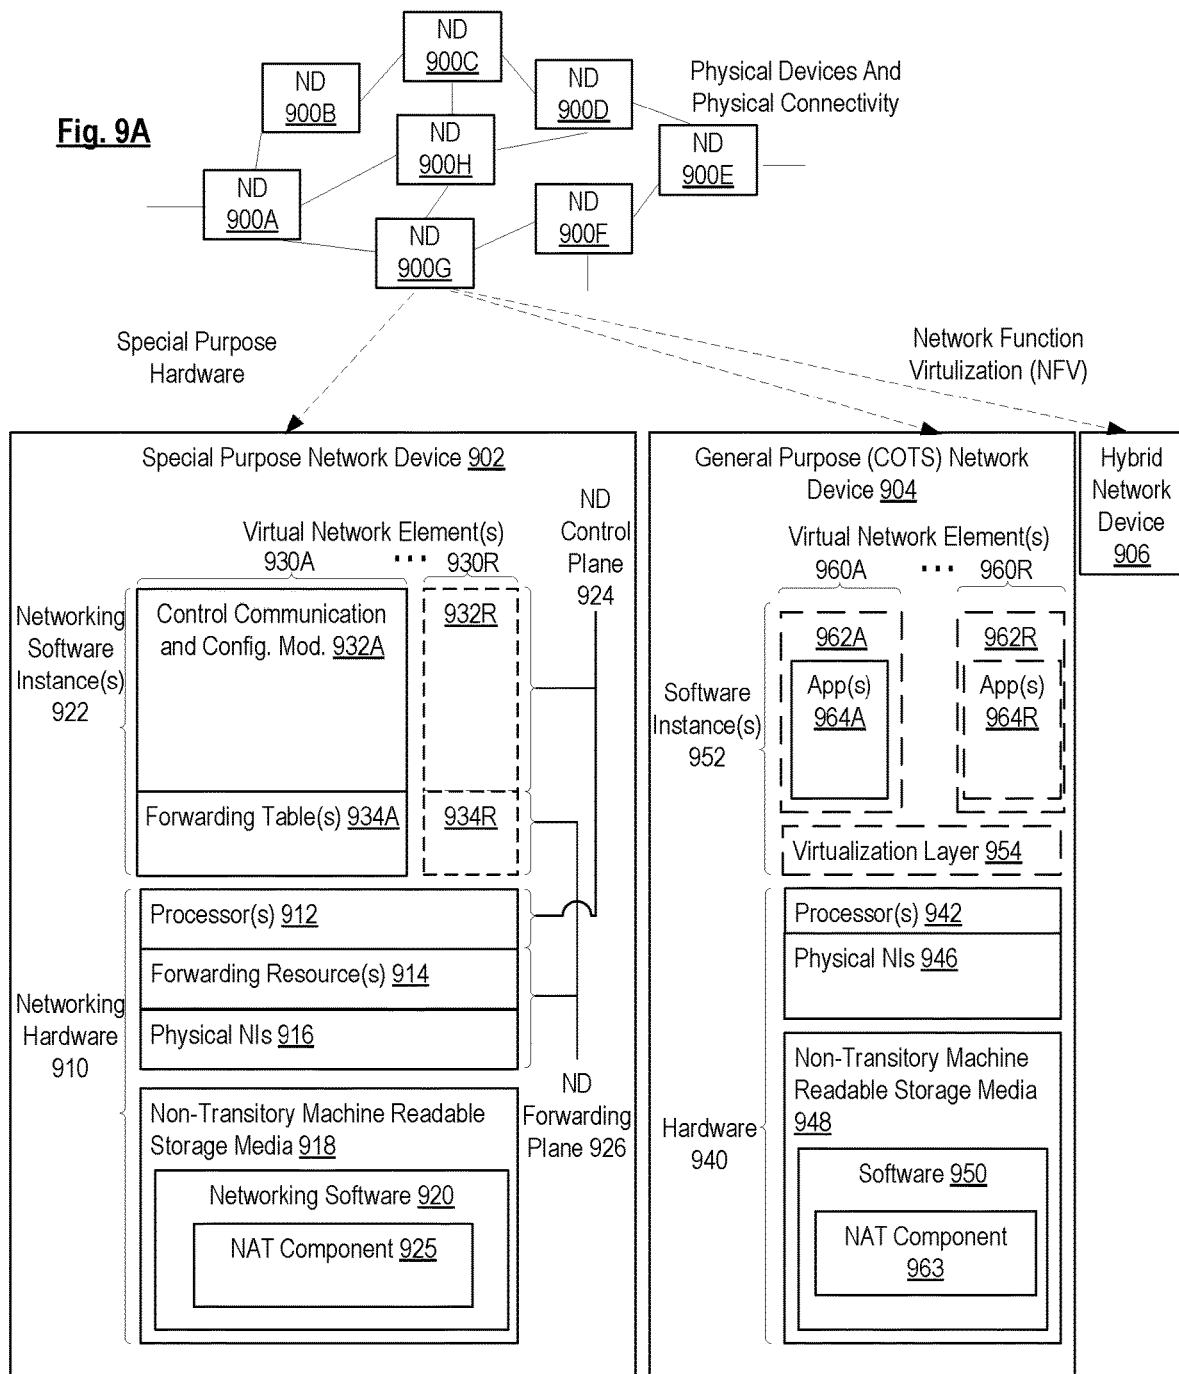 ND
900C
ND
900B
ND
900D
Physical Devices And
Physical Connectivity
Fig. 9A
ND
900H
ND
900E
ND
900A
ND
900F
ND
900G
Special Purpose
Hardware
Network Function
Virtulization (NFV)
Special Purpose Network Device 902
General Purpose (COTS) Network
Device 904
Hybrid
Network
Device
906
ND
Control
Plane
924
Virtual Network Element(s)
930A
...
930R
Virtual Network Element(s)
960A
...
960R
Networking
Software
Instance(s)
922
Control Communication
and Config. Mod. 932A
932R
Forwarding Table(s) 934A
934R
Software
Instance(s)
952
962A
App(s)
964A
962R
App(s)
964R
Virtualization Layer 954
Networking
Hardware
910
Processor(s) 912
Forwarding Resource(s) 914
Physical NIs 916
ND
Forwarding
Plane 926
Non-Transitory Machine Readable
Storage Media 918
Networking Software 920
NAT Component 925
Hardware
940
Processor(s) 942
Physical NIs 946
Non-Transitory Machine
Readable Storage Media
948
Software 950
NAT Component
963